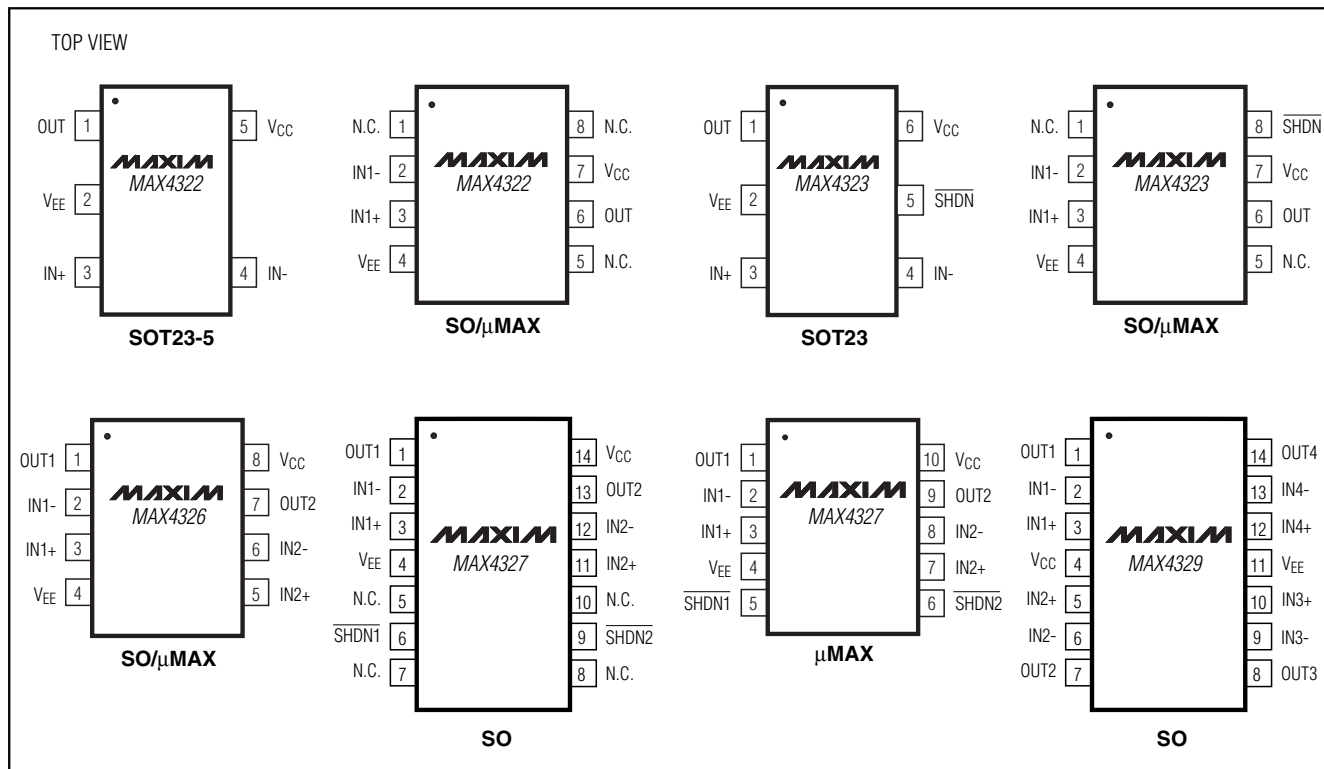 TOP VIEW
OUT 1 5 VCC
MAXIM
MAX4322
VEE 2
IN+ 3 4 IN-
SOT23-5
N.C. 1 8 N.C.
MAXIM
MAX4322
IN1- 2 7 VCC
IN1+ 3 6 OUT
VEE 4 5 N.C.
SO/μMAX
OUT 1 6 VCC
MAXIM
MAX4323
VEE 2 5 SHDN
IN+ 3 4 IN-
SOT23
N.C. 1 8 SHDN
MAXIM
MAX4323
IN1- 2 7 VCC
IN1+ 3 6 OUT
VEE 4 5 N.C.
SO/μMAX
OUT1 1 8 VCC
MAXIM
MAX4326
IN1- 2 7 OUT2
IN1+ 3 6 IN2-
VEE 4 5 IN2+
SO/μMAX
OUT1 1 14 VCC
IN1- 2 13 OUT2
IN1+ 3 12 IN2-
MAXIM
MAX4327
VEE 4 11 IN2+
N.C. 5 10 N.C.
SHDN1 6 9 SHDN2
N.C. 7 8 N.C.
SO
OUT1 1 10 VCC
IN1- 2 9 OUT2
MAXIM
MAX4327
IN1+ 3 8 IN2-
VEE 4 7 IN2+
SHDN1 5 6 SHDN2
μMAX
OUT1 1 14 OUT4
IN1- 2 13 IN4-
IN1+ 3 12 IN4+
MAXIM
MAX4329
VCC 4 11 VEE
IN2+ 5 10 IN3+
IN2- 6 9 IN3-
OUT2 7 8 OUT3
SO